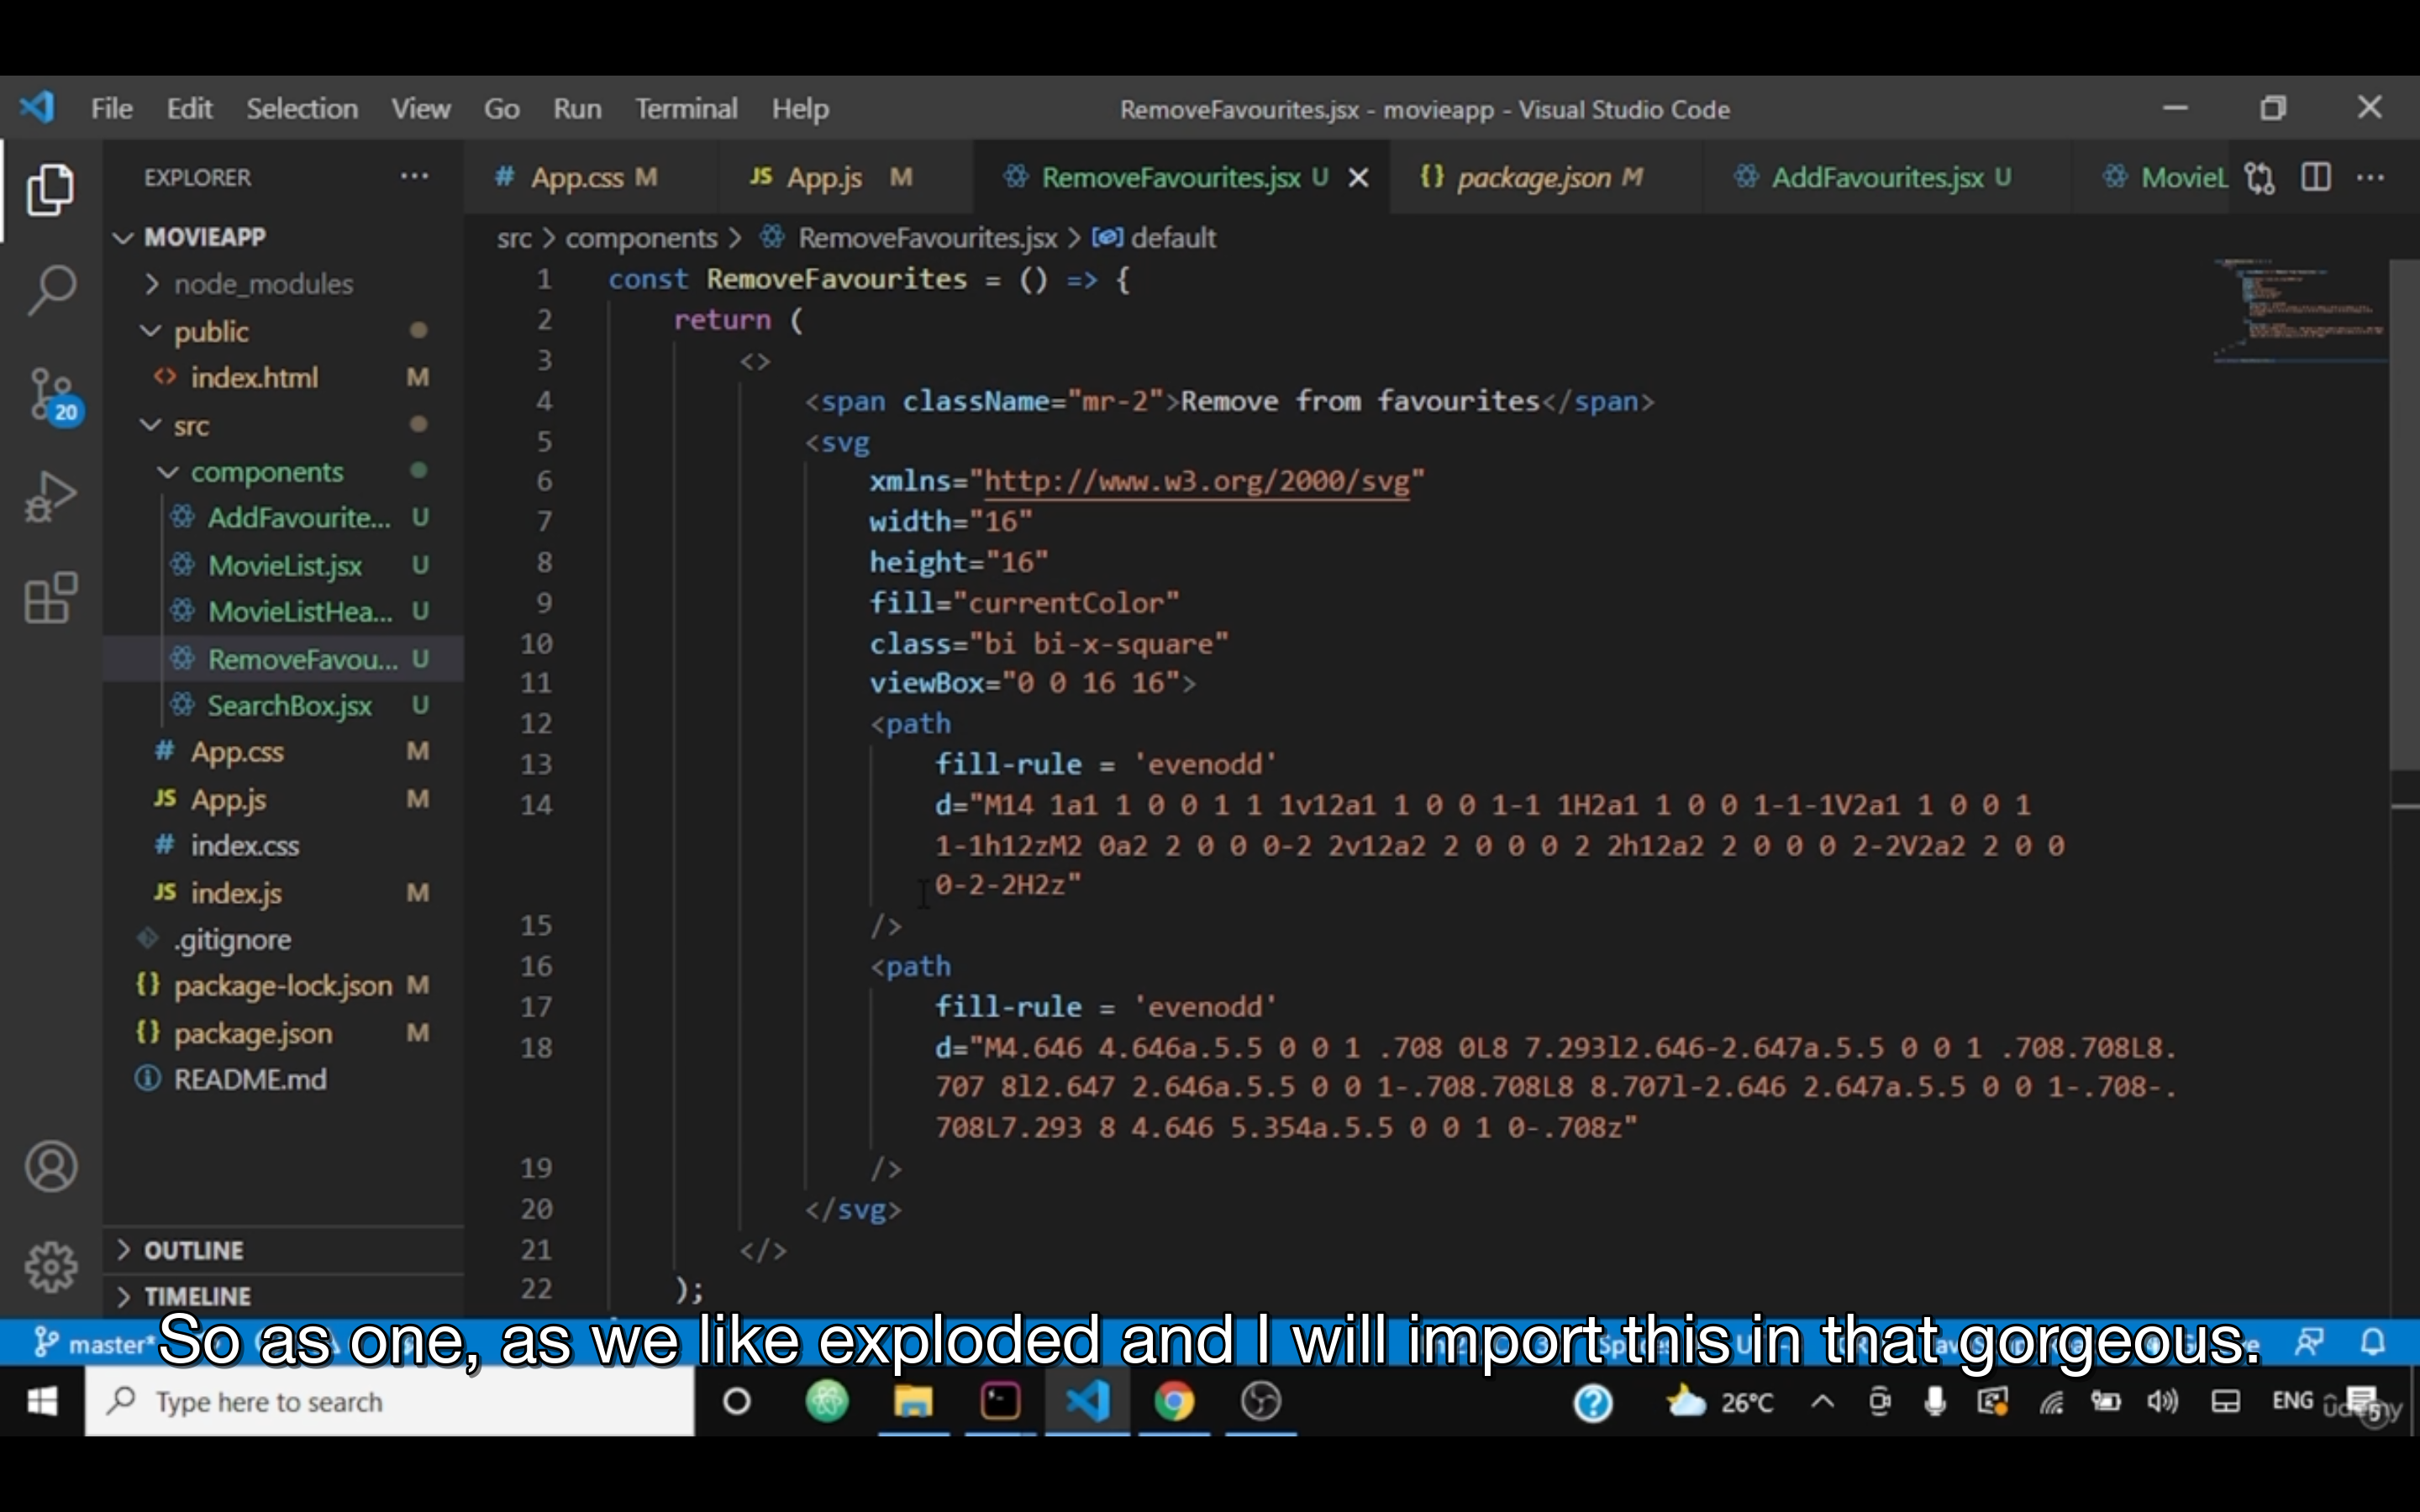 File Edit Selection View Go Run Terminal Help RemoveFavourites.jsx - movieapp - Visual Studio Code
EXPLORER
# App.css M JS App.js M RemoveFavourites.jsx U {} package.json M AddFavourites.jsx U MovieL
MOVIEAPP
node_modules
public
index.html M
src
components
AddFavourite... U
MovieList.jsx U
MovieListHea... U
RemoveFavou... U
SearchBox.jsx U
# App.css M
JS App.js M
# index.css
JS index.js M
.gitignore
{} package-lock.json M
{} package.json M
README.md
OUTLINE
TIMELINE
20
src > components > RemoveFavourites.jsx > default
1 const RemoveFavourites = () => {
2 return (
3 <>
4 <span className="mr-2">Remove from favourites</span>
5 <svg
6 xmlns="http://www.w3.org/2000/svg"
7 width="16"
8 height="16"
9 fill="currentColor"
10 class="bi bi-x-square"
11 viewBox="0 0 16 16">
12 <path
13 fill-rule = 'evenodd'
14 d="M14 1a1 1 0 0 1 1 1v12a1 1 0 0 1-1 1H2a1 1 0 0 1-1-1V2a1 1 0 0 1
1-1h12zM2 0a2 2 0 0 0-2 2v12a2 2 0 0 0 2 2h12a2 2 0 0 0 2-2V2a2 2 0 0
0-2-2H2z"
15 />
16 <path
17 fill-rule = 'evenodd'
18 d="M4.646 4.646a.5.5 0 0 1 .708 0L8 7.293l2.646-2.647a.5.5 0 0 1 .708.708L8.
707 8l2.647 2.646a.5.5 0 0 1-.708.708L8 8.707l-2.646 2.647a.5.5 0 0 1-.708-.
708L7.293 8 4.646 5.354a.5.5 0 0 1 0-.708z"
19 />
20 </svg>
21 </>
22 );
master*
So as one, as we like exploded and I will import this in that gorgeous.
Type here to search
26°C
ENG
udemy
5